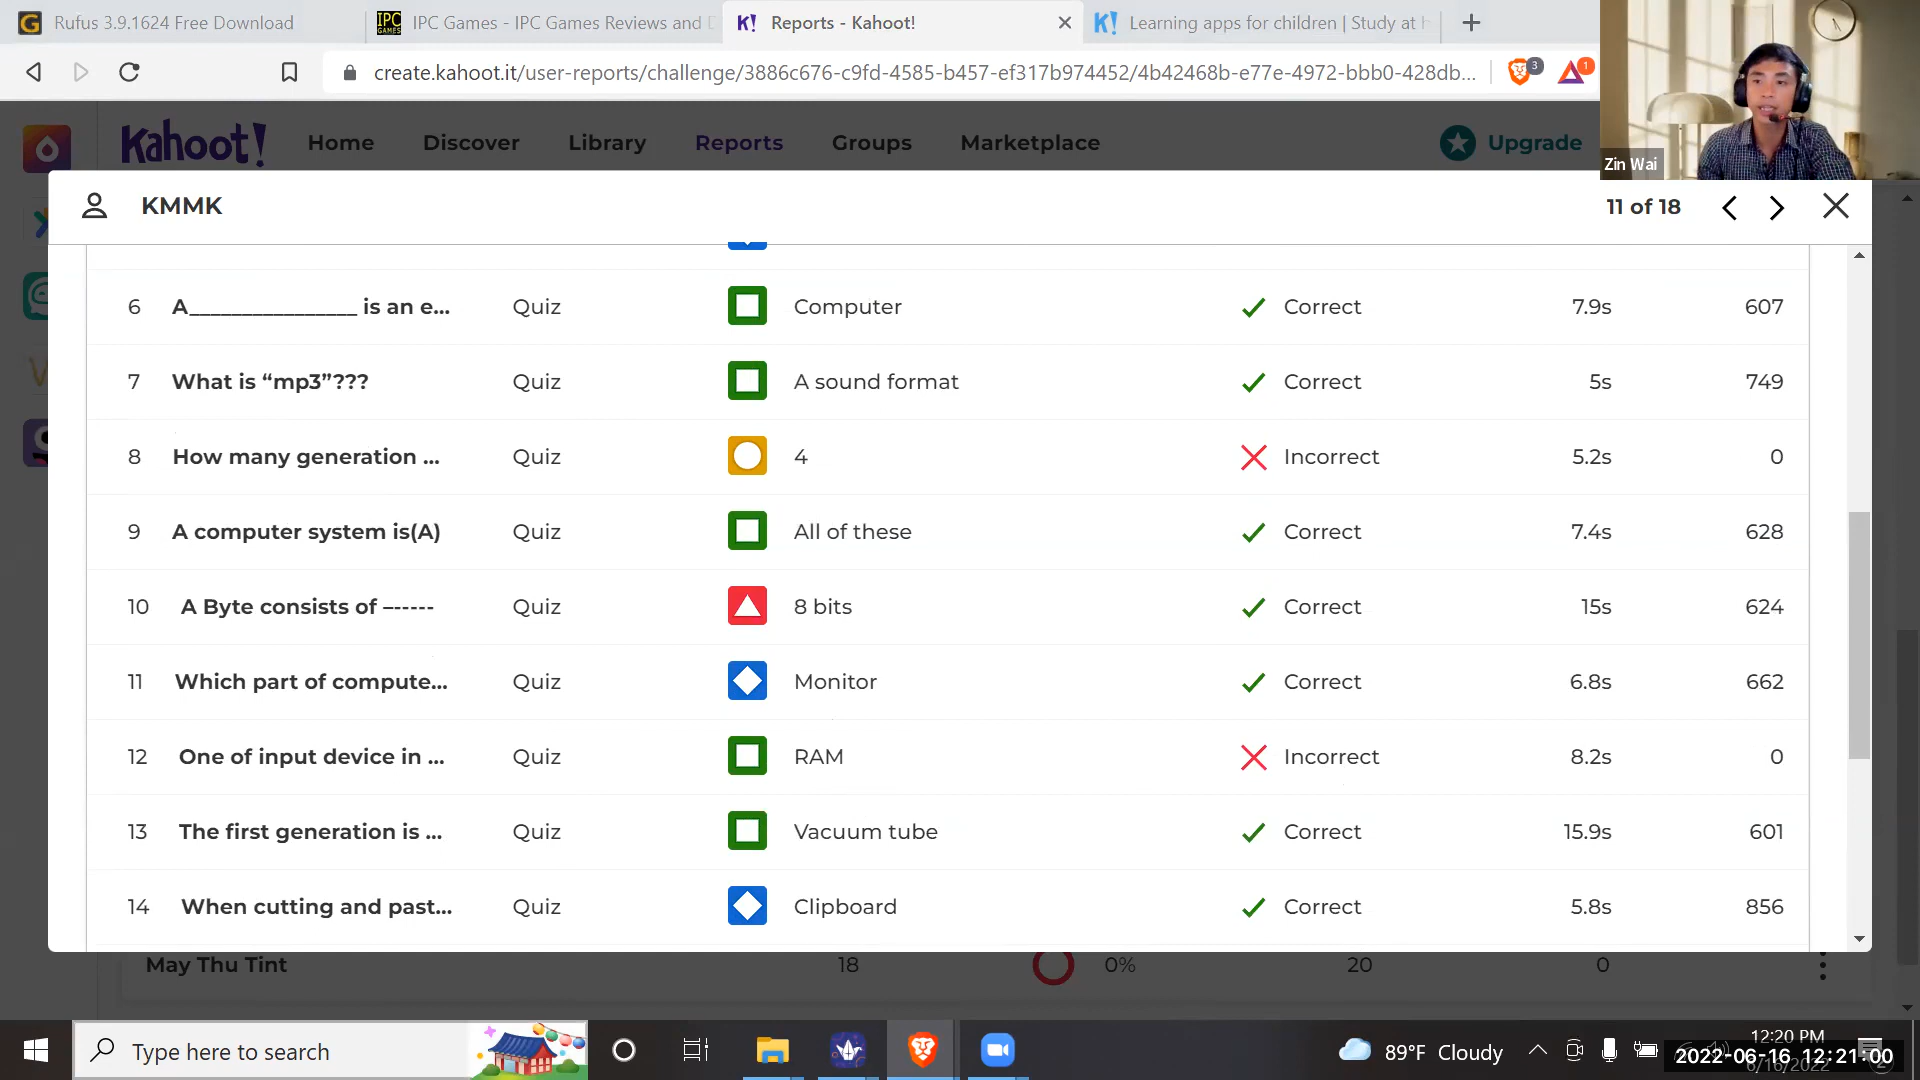 Rufus 3.9.1624 Free Download
IPC Games - IPC Games Reviews and D
Reports - Kahoot!
Learning apps for children | Study at h
create.kahoot.it/user-reports/challenge/3886c676-c9fd-4585-b457-ef317b974452/4b42468b-e77e-4972-bbb0-428db...
3
1
Kahoot!
Home
Discover
Library
Reports
Groups
Marketplace
Upgrade
Zin Wai
KMMK
11 of 18
6 A________________ is an e... Quiz Computer Correct 7.9s 607
7 What is “mp3”??? Quiz A sound format Correct 5s 749
8 How many generation ... Quiz 4 Incorrect 5.2s 0
9 A computer system is(A) Quiz All of these Correct 7.4s 628
10 A Byte consists of –----- Quiz 8 bits Correct 15s 624
11 Which part of compute... Quiz Monitor Correct 6.8s 662
12 One of input device in ... Quiz RAM Incorrect 8.2s 0
13 The first generation is ... Quiz Vacuum tube Correct 15.9s 601
14 When cutting and past... Quiz Clipboard Correct 5.8s 856
May Thu Tint 18 0% 20 0
Type here to search
89°F Cloudy
12:20 PM
2022-06-16 12:21:00
6/16/2022